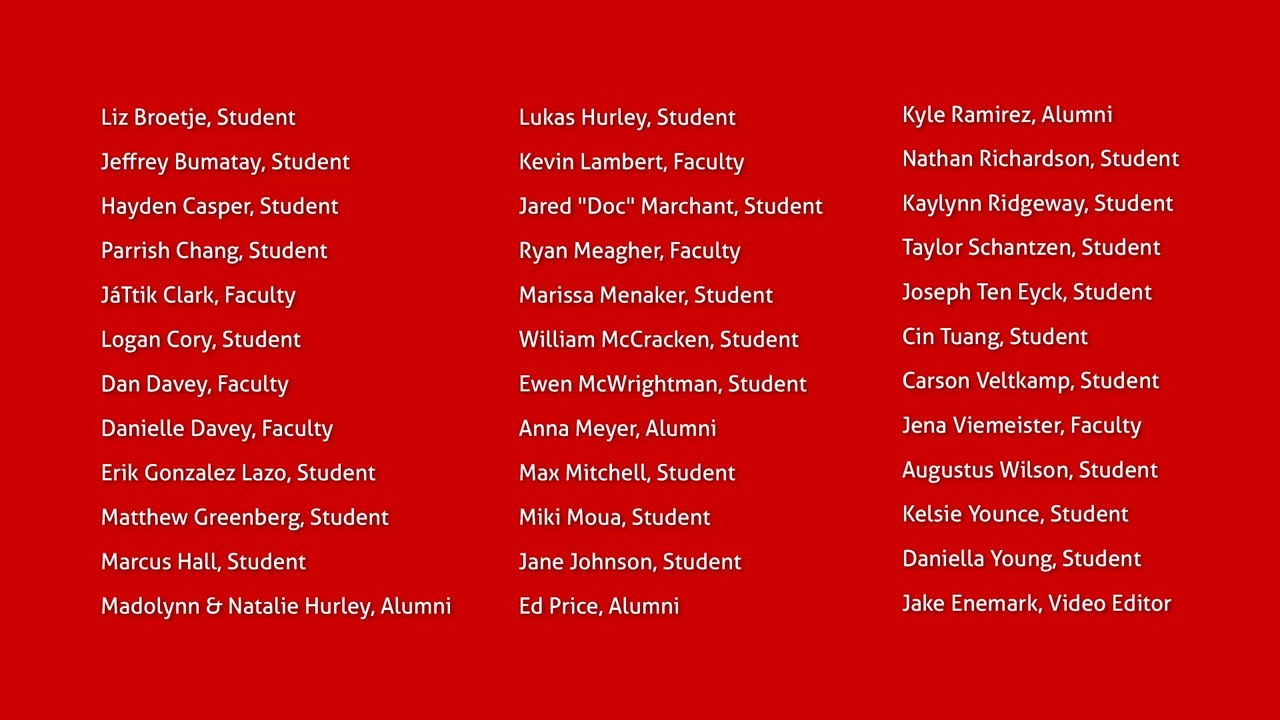 Liz Broetje, Student
Jeffrey Bumatay, Student
Hayden Casper, Student
Parrish Chang, Student
JáTtik Clark, Faculty
Logan Cory, Student
Dan Davey, Faculty
Danielle Davey, Faculty
Erik Gonzalez Lazo, Student
Matthew Greenberg, Student
Marcus Hall, Student
Madolynn & Natalie Hurley, Alumni
Lukas Hurley, Student
Kevin Lambert, Faculty
Jared "Doc" Marchant, Student
Ryan Meagher, Faculty
Marissa Menaker, Student
William McCracken, Student
Ewen McWrightman, Student
Anna Meyer, Alumni
Max Mitchell, Student
Miki Moua, Student
Jane Johnson, Student
Ed Price, Alumni
Kyle Ramirez, Alumni
Nathan Richardson, Student
Kaylynn Ridgeway, Student
Taylor Schantzen, Student
Joseph Ten Eyck, Student
Cin Tuang, Student
Carson Veltkamp, Student
Jena Viemeister, Faculty
Augustus Wilson, Student
Kelsie Younce, Student
Daniella Young, Student
Jake Enemark, Video Editor